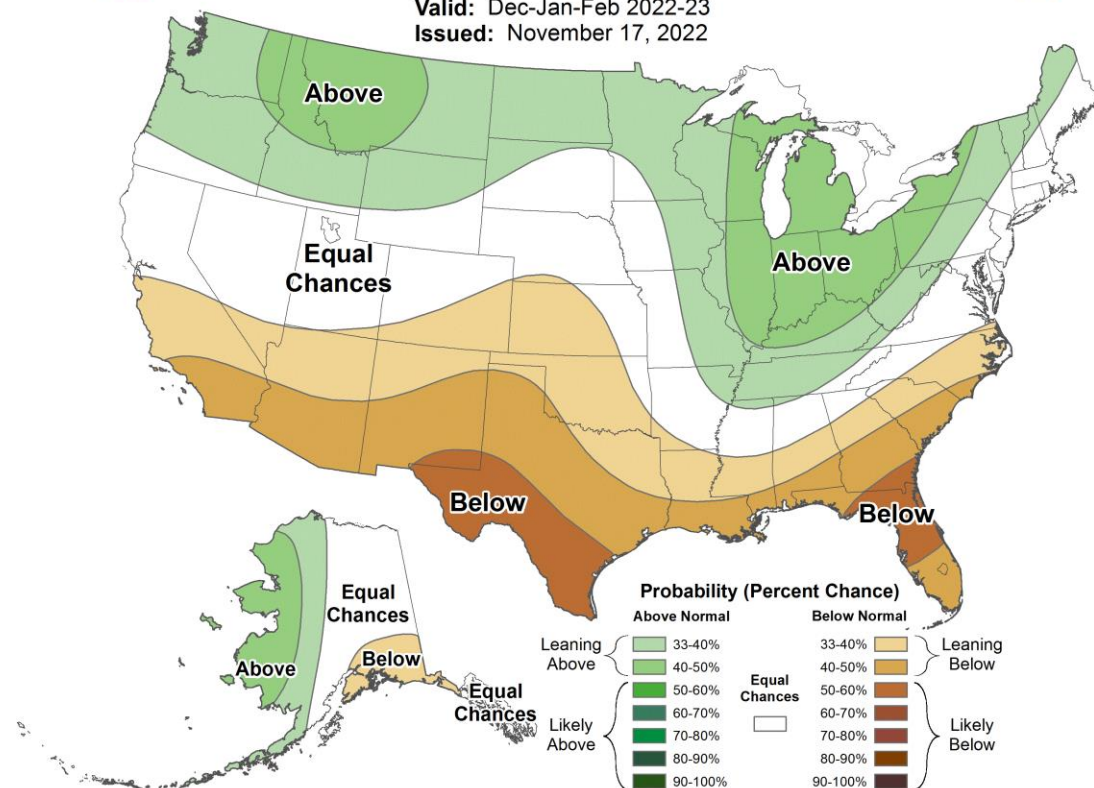 Valid: Dec-Jan-Feb 2022-23
Issued: November 17, 2022
Above
Equal
Chances
Above
Below
Below
Equal
Chances
Above
Below
Equal
Chances
Probability (Percent Chance)
Above Normal Below Normal
Leaning
Above
33-40%
40-50%
50-60%
60-70%
70-80%
80-90%
90-100%
Likely
Above
Equal
Chances
33-40%
40-50%
50-60%
60-70%
70-80%
80-90%
90-100%
Leaning
Below
Likely
Below